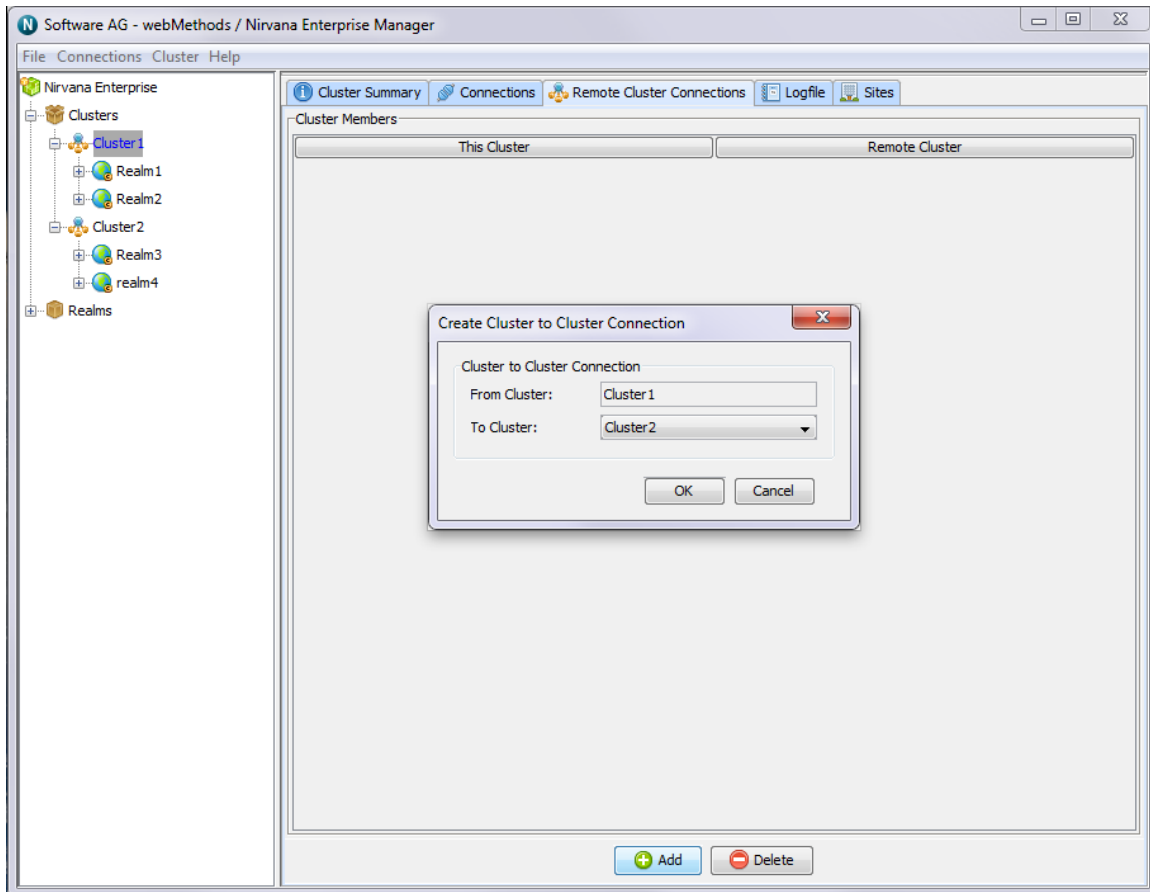 Software AG - webMethods / Nirvana Enterprise Manager
File Connections Cluster Help
Nirvana Enterprise
Clusters
Cluster1
Realm1
Realm2
Cluster2
Realm3
realm4
Realms
Cluster Summary Connections Remote Cluster Connections Logfile Sites
Cluster Members
This Cluster Remote Cluster
Create Cluster to Cluster Connection
Cluster to Cluster Connection
From Cluster: Cluster1
To Cluster: Cluster2
OK Cancel
Add Delete